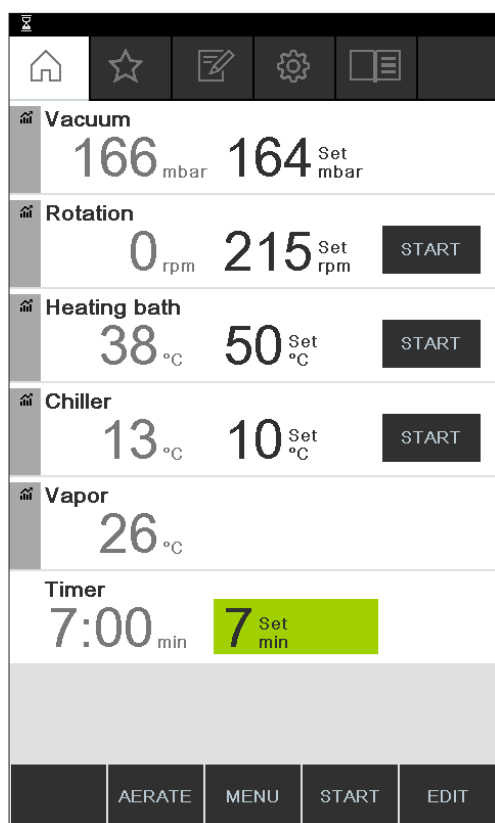 Vacuum
166 mbar 164 Set mbar
Rotation
0 rpm 215 Set rpm START
Heating bath
38 °C 50 Set °C START
Chiller
13 °C 10 Set °C START
Vapor
26 °C
Timer
7:00 min 7 Set min
AERATE MENU START EDIT